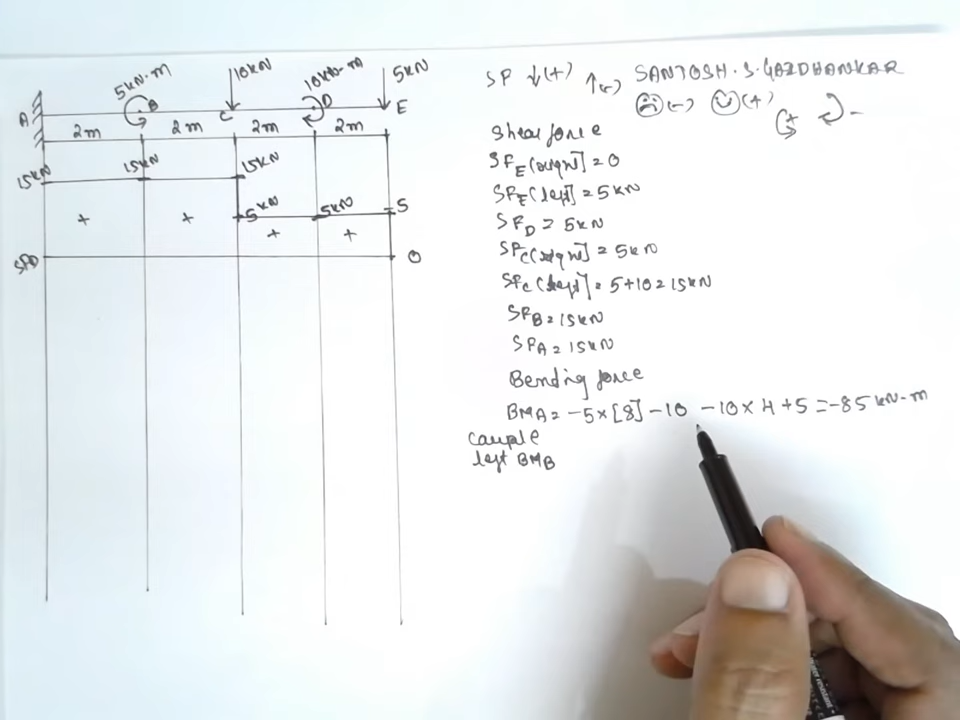 5kN·m 10kN 10kN-m 5kN
A B C D E
2m 2m 2m 2m
15kN 15kN 15kN
5kN 5kN 5
+ + + +
SFD 0
SF ↓(+) ↑(-) SANTOSH.S.GAIDHANKAR
(-) (+) + -
Shear force
SFE(right] = 0
SFE(left] = 5kN
SFD = 5kN
SFC(right] = 5kN
SFC(left] = 5+10=15kN
SFB=15kN
SFA=15kN
Bending force
BMA= -5×[8] -10 -10×4+5=-85 kN-m
Couple
left BMB